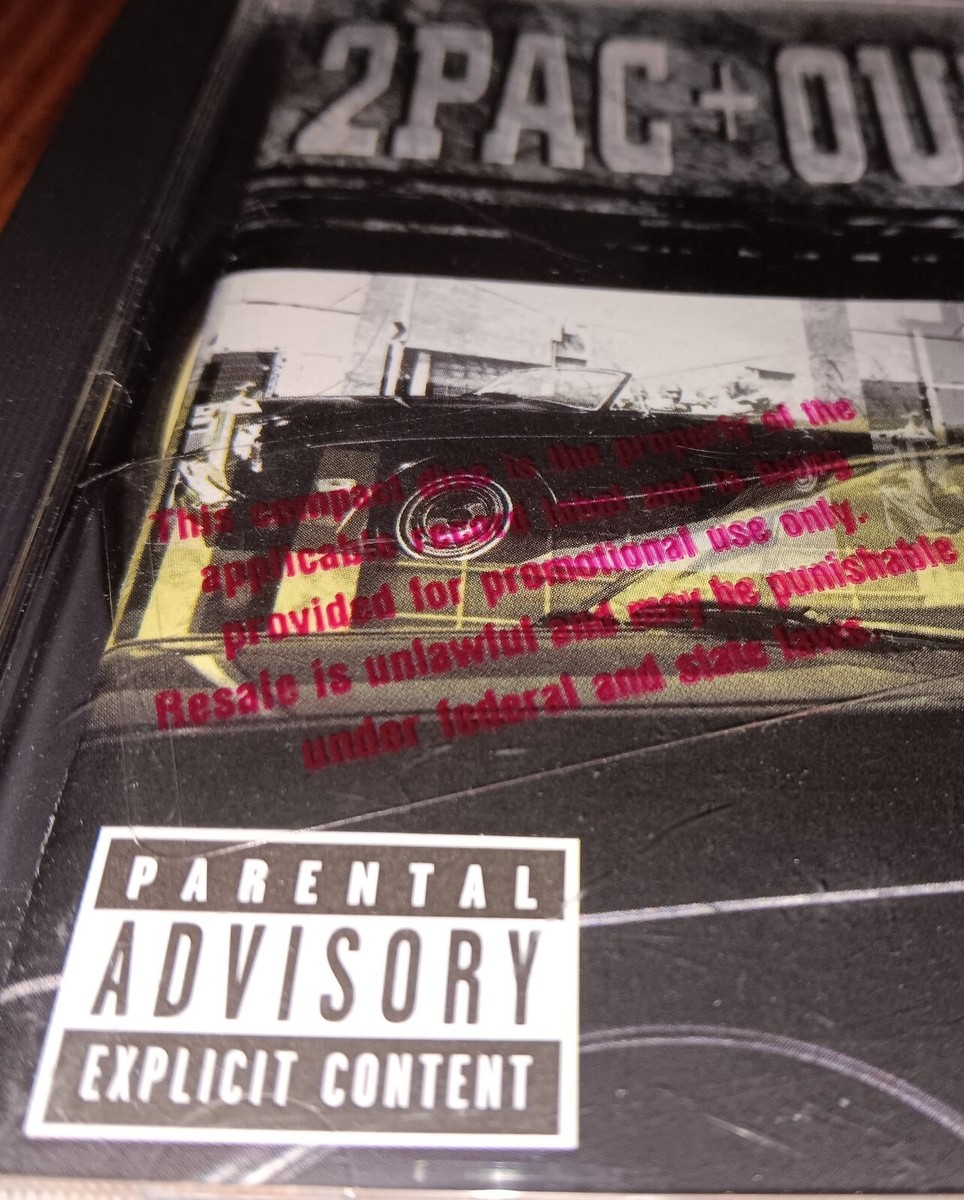 2PAC + OU
This compact disc is the property of the
applicable record label and is being
provided for promotional use only.
Resale is unlawful and may be punishable
under federal and state laws.
PARENTAL
ADVISORY
EXPLICIT CONTENT